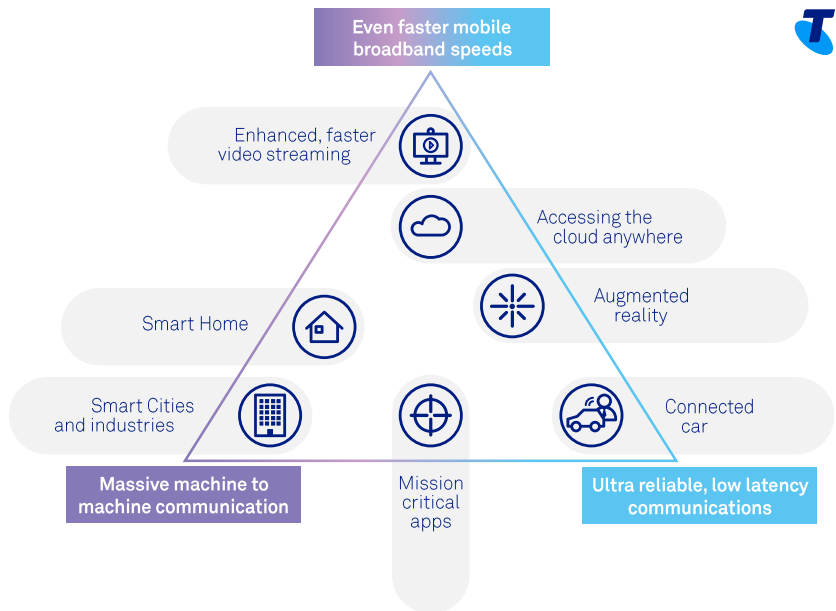 Even faster mobile
broadband speeds
Enhanced, faster
video streaming
Accessing the
cloud anywhere
Augmented
reality
Smart Home
Smart Cities
and industries
Connected
car
Mission
critical
apps
Massive machine to
machine communication
Ultra reliable, low latency
communications